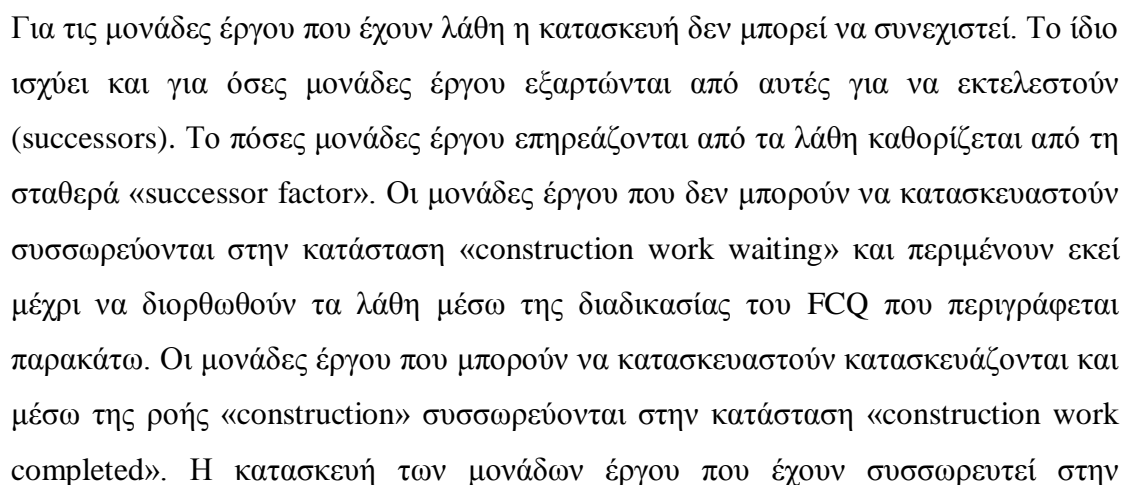 Για τις μονάδες έργου που έχουν λάθη η κατασκευή δεν μπορεί να συνεχιστεί. Το ίδιο
ισχύει και για όσες μονάδες έργου εξαρτώνται από αυτές για να εκτελεστούν
(successors). Το πόσες μονάδες έργου επηρεάζονται από τα λάθη καθορίζεται από τη
σταθερά «successor factor». Οι μονάδες έργου που δεν μπορούν να κατασκευαστούν
συσσωρεύονται στην κατάσταση «construction work waiting» και περιμένουν εκεί
μέχρι να διορθωθούν τα λάθη μέσω της διαδικασίας του FCQ που περιγράφεται
παρακάτω. Οι μονάδες έργου που μπορούν να κατασκευαστούν κατασκευάζονται και
μέσω της ροής «construction» συσσωρεύονται στην κατάσταση «construction work
completed». Η κατασκευή των μονάδων έργου που έχουν συσσωρευτεί στην